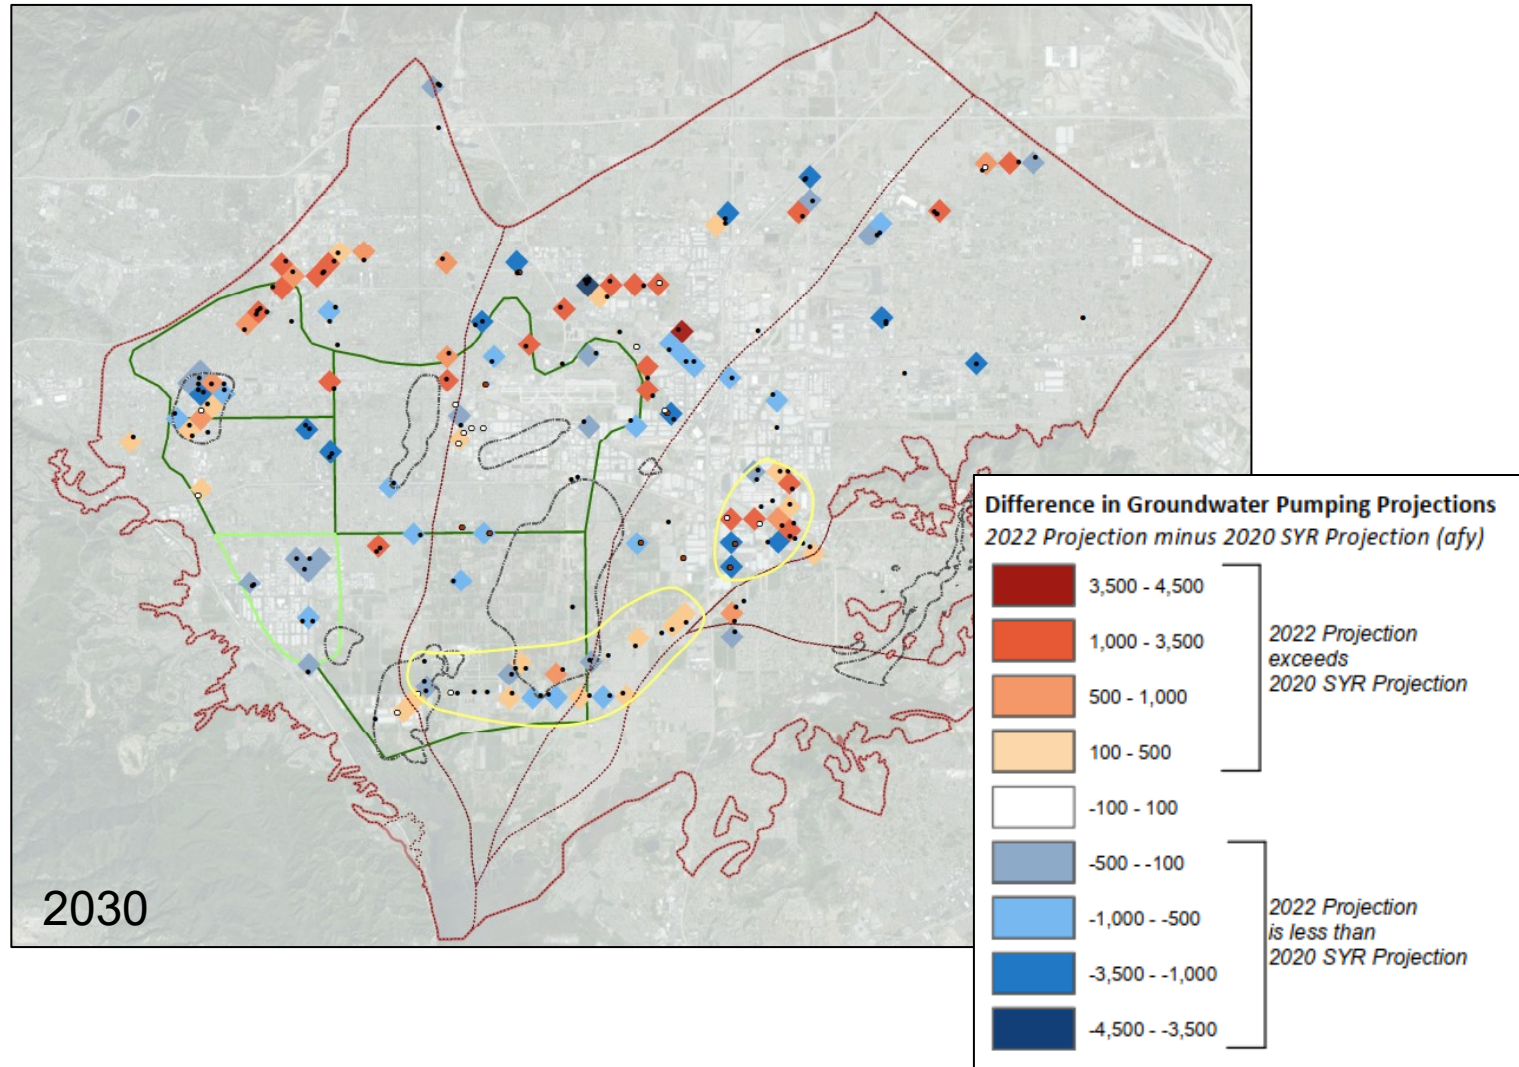 2030
Difference in Groundwater Pumping Projections
2022 Projection minus 2020 SYR Projection (afy)
3,500 - 4,500
1,000 - 3,500
500 - 1,000
100 - 500
2022 Projection
exceeds
2020 SYR Projection
-100 - 100
-500 - -100
-1,000 - -500
-3,500 - -1,000
-4,500 - -3,500
2022 Projection
is less than
2020 SYR Projection